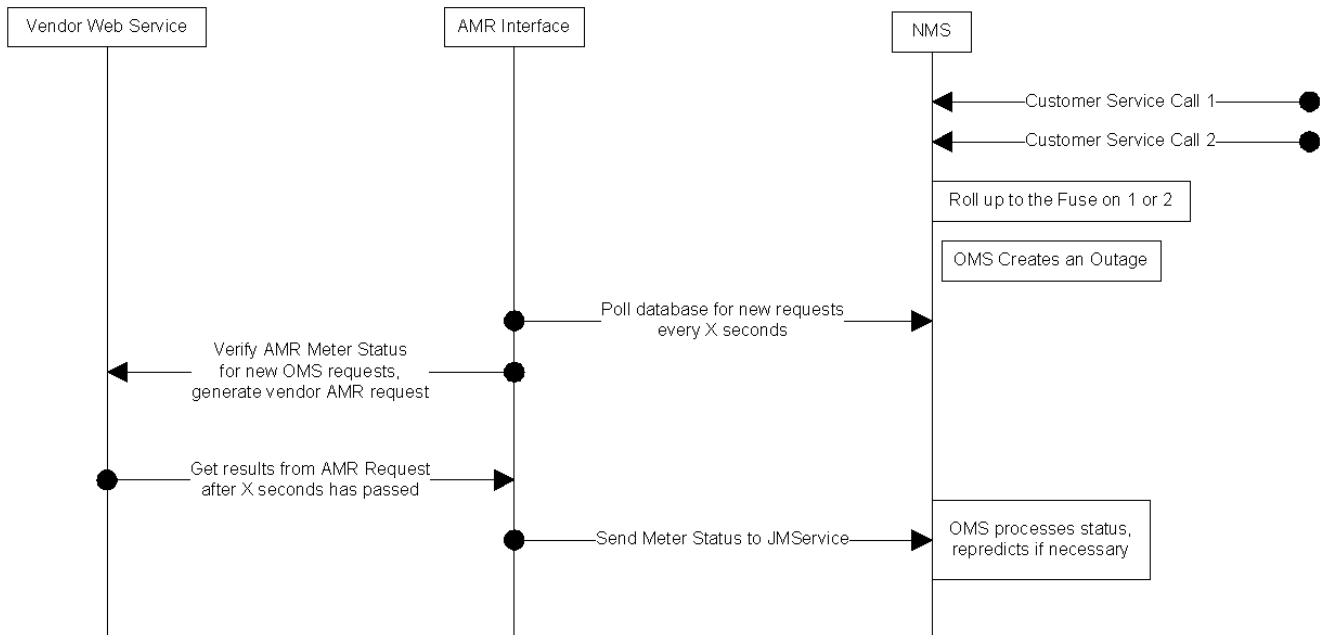 Vendor Web Service
AMR Interface
NMS
Customer Service Call 1
Customer Service Call 2
Roll up to the Fuse on 1 or 2
OMS Creates an Outage
Poll database for new requests
every X seconds
Verify AMR Meter Status
for new OMS requests,
generate vendor AMR request
Get results from AMR Request
after X seconds has passed
Send Meter Status to JMService
OMS processes status,
repredicts if necessary